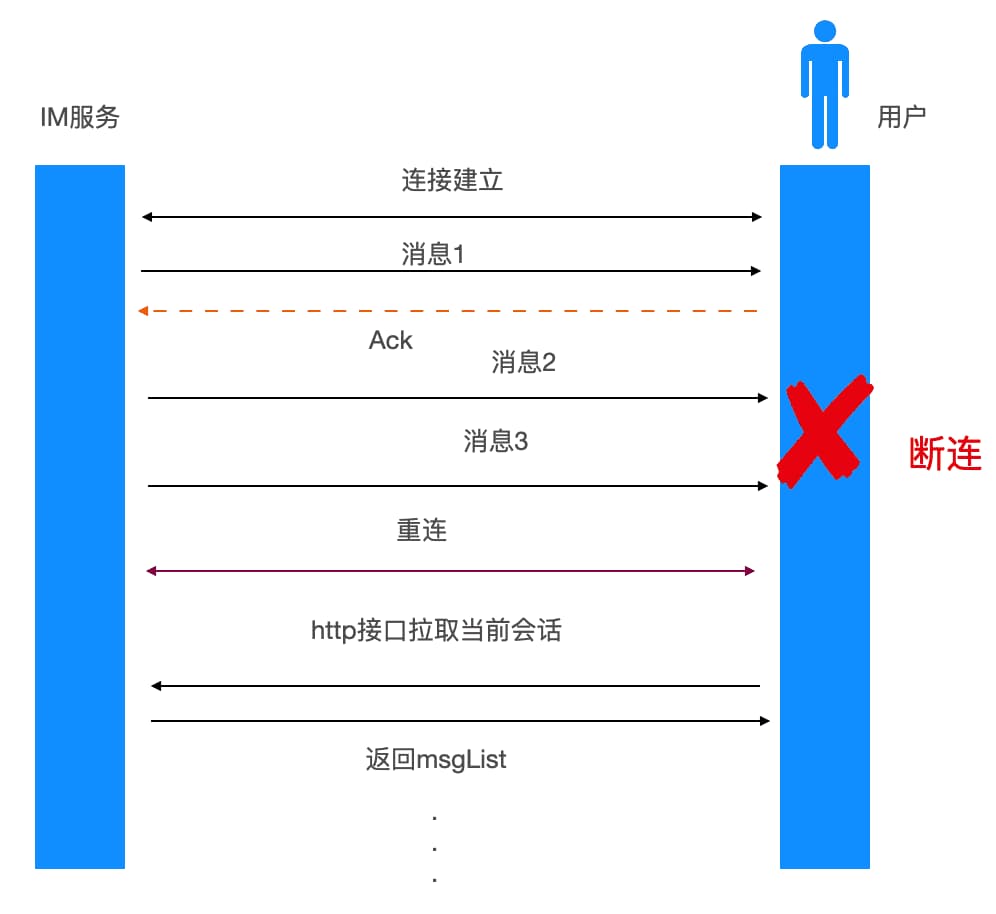 IM服务
用户
连接建立
消息1
Ack
消息2
消息3
断连
重连
http接口拉取当前会话
返回msgList
.
.
.